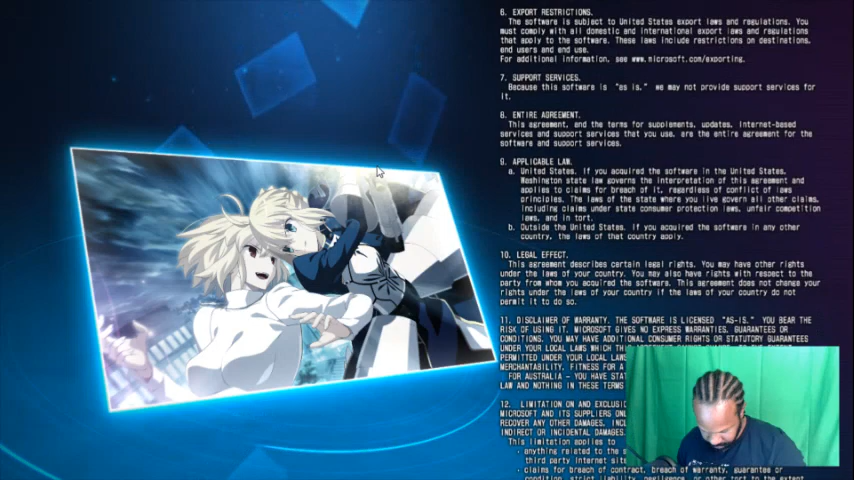 6. EXPORT RESTRICTIONS.
The software is subject to United States export laws and regulations. You
must comply with all domestic and international export laws and regulations
that apply to the software. These laws include restrictions on destinations,
end users and end use.
For additional information, see www.microsoft.com/exporting.
7. SUPPORT SERVICES.
Because this software is "as is," we may not provide support services for
it.
8. ENTIRE AGREEMENT.
This agreement, and the terms for supplements, updates, Internet-based
services and support services that you use, are the entire agreement for the
software and support services.
9. APPLICABLE LAW.
a. United States. If you acquired the software in the United States,
Washington state law governs the interpretation of this agreement and
applies to claims for breach of it, regardless of conflict of laws
principles. The laws of the state where you live govern all other claims,
including claims under state consumer protection laws, unfair competition
laws, and in tort.
b. Outside the United States. If you acquired the software in any other
country, the laws of that country apply.
10. LEGAL EFFECT.
This agreement describes certain legal rights. You may have other rights
under the laws of your country. You may also have rights with respect to the
party from whom you acquired the software. This agreement does not change your
rights under the laws of your country if the laws of your country do not
permit it to do so.
11. DISCLAIMER OF WARRANTY. THE SOFTWARE IS LICENSED "AS-IS." YOU BEAR THE
RISK OF USING IT. MICROSOFT GIVES NO EXPRESS WARRANTIES, GUARANTEES OR
CONDITIONS. YOU MAY HAVE ADDITIONAL CONSUMER RIGHTS OR STATUTORY GUARANTEES
UNDER YOUR LOCAL LAWS WHICH
PERMITTED UNDER YOUR LOCAL LAWS
MERCHANTABILITY, FITNESS FOR A
FOR AUSTRALIA - YOU HAVE
LAW AND NOTHING IN THESE TERMS
12. LIMITATION ON AND
MICROSOFT AND ITS SUPPLIERS
RECOVER ANY OTHER DAMAGES,
INDIRECT OR INCIDENTAL DAMAGES.
This limitation applies to
· anything related to the
third party Internet
· claims for breach of contract, breach of warranty, guarantee or
condition, strict liability, negligence, or other tort to the extent